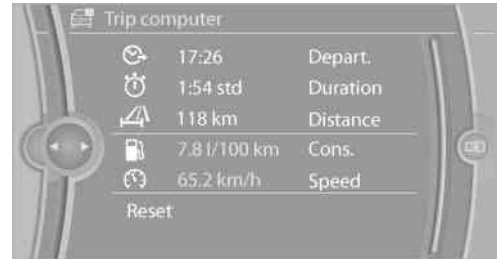 Trip computer
17:26 Depart.
1:54 std Duration
118 km Distance
7.8 l/100 km Cons.
65.2 km/h Speed
Reset